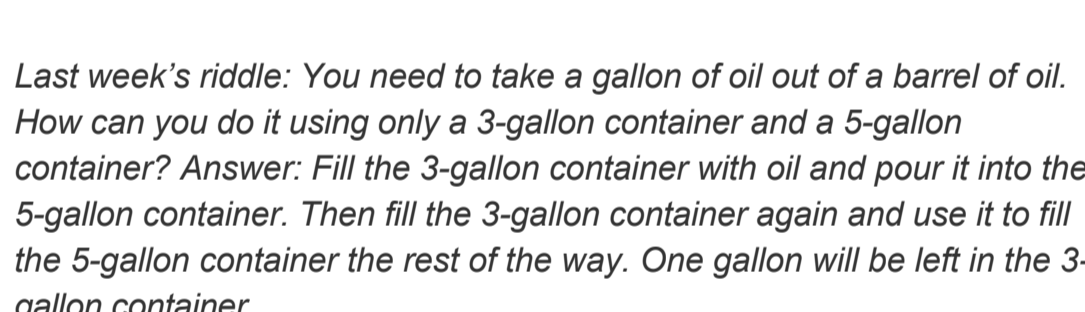 Last week’s riddle: You need to take a gallon of oil out of a barrel of oil.
How can you do it using only a 3-gallon container and a 5-gallon
container? Answer: Fill the 3-gallon container with oil and pour it into the
5-gallon container. Then fill the 3-gallon container again and use it to fill
the 5-gallon container the rest of the way. One gallon will be left in the 3-
gallon container